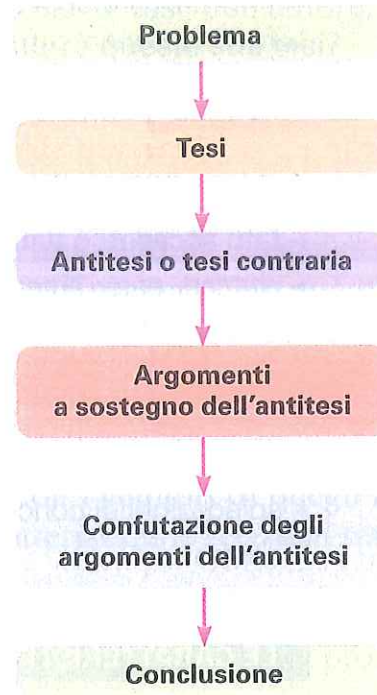 Problema
Tesi
Antitesi o tesi contraria
Argomenti
a sostegno dell'antitesi
Confutazione degli
argomenti dell'antitesi
Conclusione